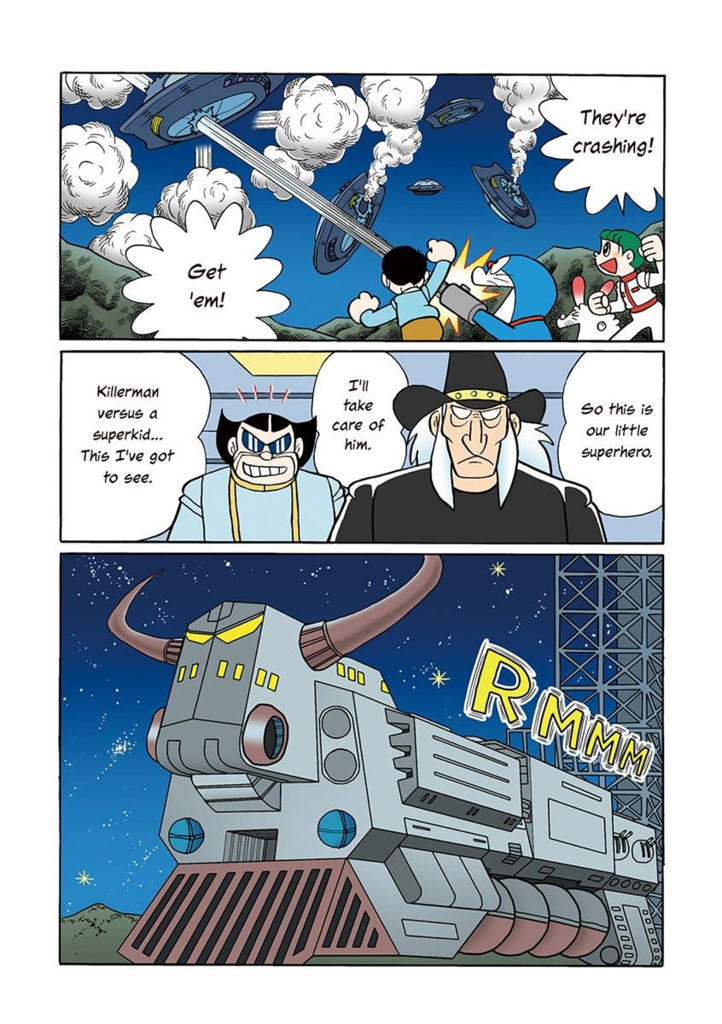 They're
crashing!
Get
'em!
Killerman
versus a
superkid...
This I've got
to see.
I'll
take
care of
him.
So this is
our little
superhero.
RMMMM